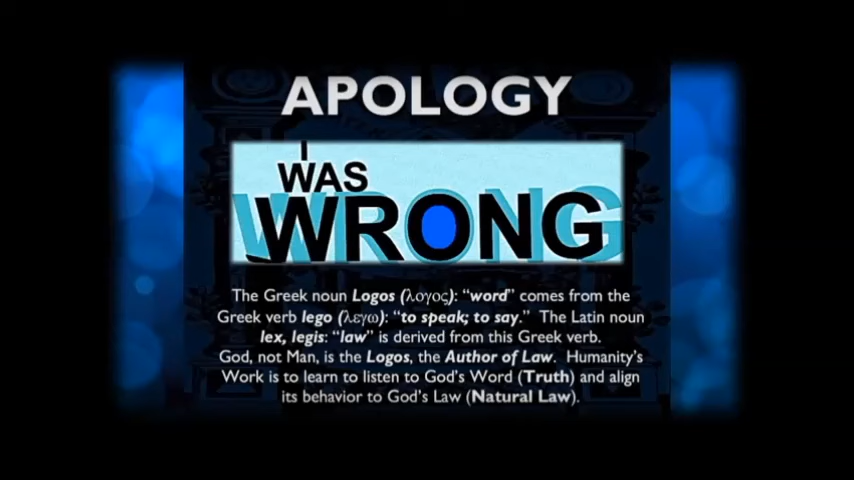 APOLOGY
I
WAS
WRONG
The Greek noun Logos (λογος): “word” comes from the
Greek verb lego (λεγω): “to speak; to say.” The Latin noun
lex, legis: “law” is derived from this Greek verb.
God, not Man, is the Logos, the Author of Law. Humanity’s
Work is to learn to listen to God’s Word (Truth) and align
its behavior to God’s Law (Natural Law).